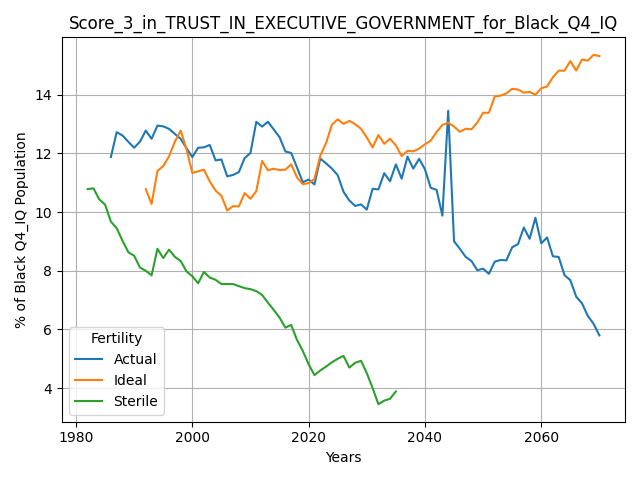 Score_3_in_TRUST_IN_EXECUTIVE_GOVERNMENT_for_Black_Q4_IQ
% of Black Q4_IQ Population
14
12
10
8
6
4
Fertility
Actual
Ideal
Sterile
1980 2000 2020 2040 2060
Years